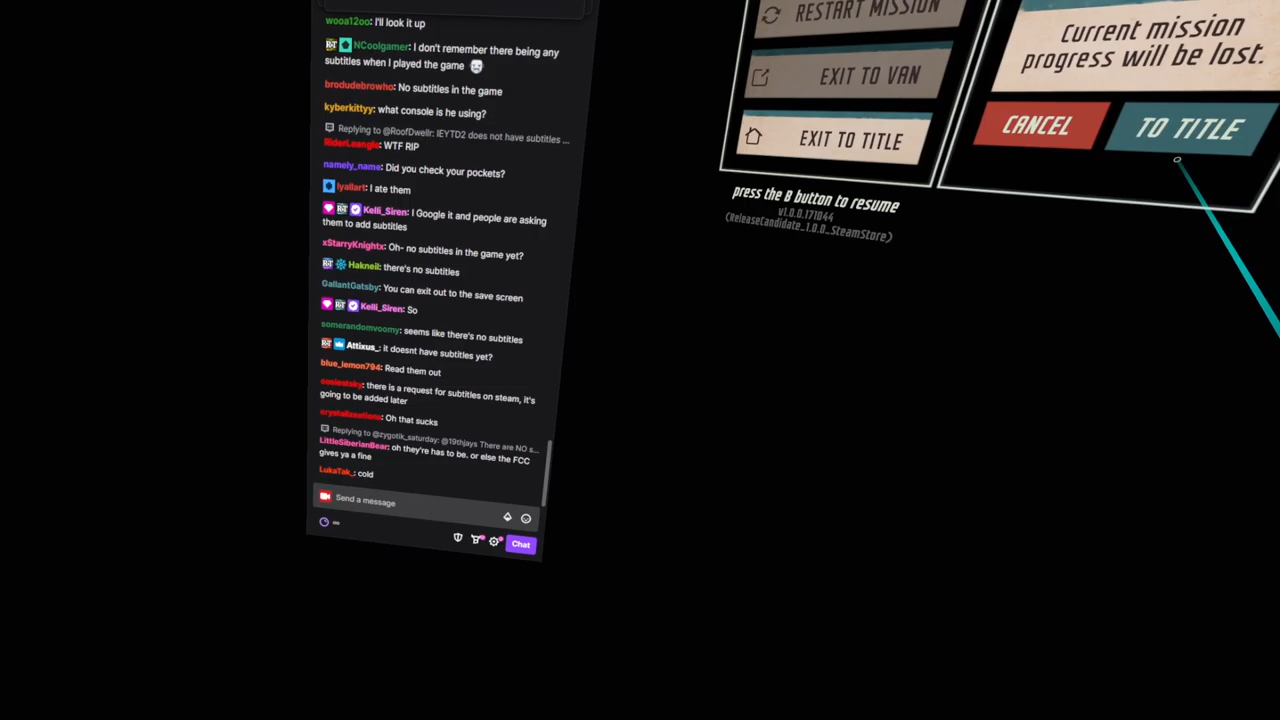 wooa12oo: I'll look it up
NCoolgamer: I don't remember there being any
subtitles when I played the game
brodudebrowho: No subtitles in the game
kyberkittyy: what console is he using?
Replying to @RoofDwellr: IEYTD2 does not have subtitles ...
RiderLeangle: WTF RIP
namely_name: Did you check your pockets?
lyallart: I ate them
Kelli_Siren: I Google it and people are asking
them to add subtitles
xStarryKnightx: Oh- no subtitles in the game yet?
Hakneil: there's no subtitles
GallantGatsby: You can exit out to the save screen
Kelli_Siren: So
somerandomvoomy: seems like there's no subtitles
Attixus_: it doesnt have subtitles yet?
blue_lemon794: Read them out
there is a request for subtitles on steam, it's
going to be added later
Oh that sucks
Replying to @zygotik_saturday: @19thjays There are NO s...
LittleSiberianBear: oh they're has to be. or else the FCC
gives ya a fine
LukaTak_: cold
Send a message
Chat
RESTART MISSION
EXIT TO VAN
EXIT TO TITLE
press the B button to resume
v1.0.0.171044
(ReleaseCandidate_1.0.0_SteamStore)
Current mission
progress will be lost.
CANCEL
TO TITLE